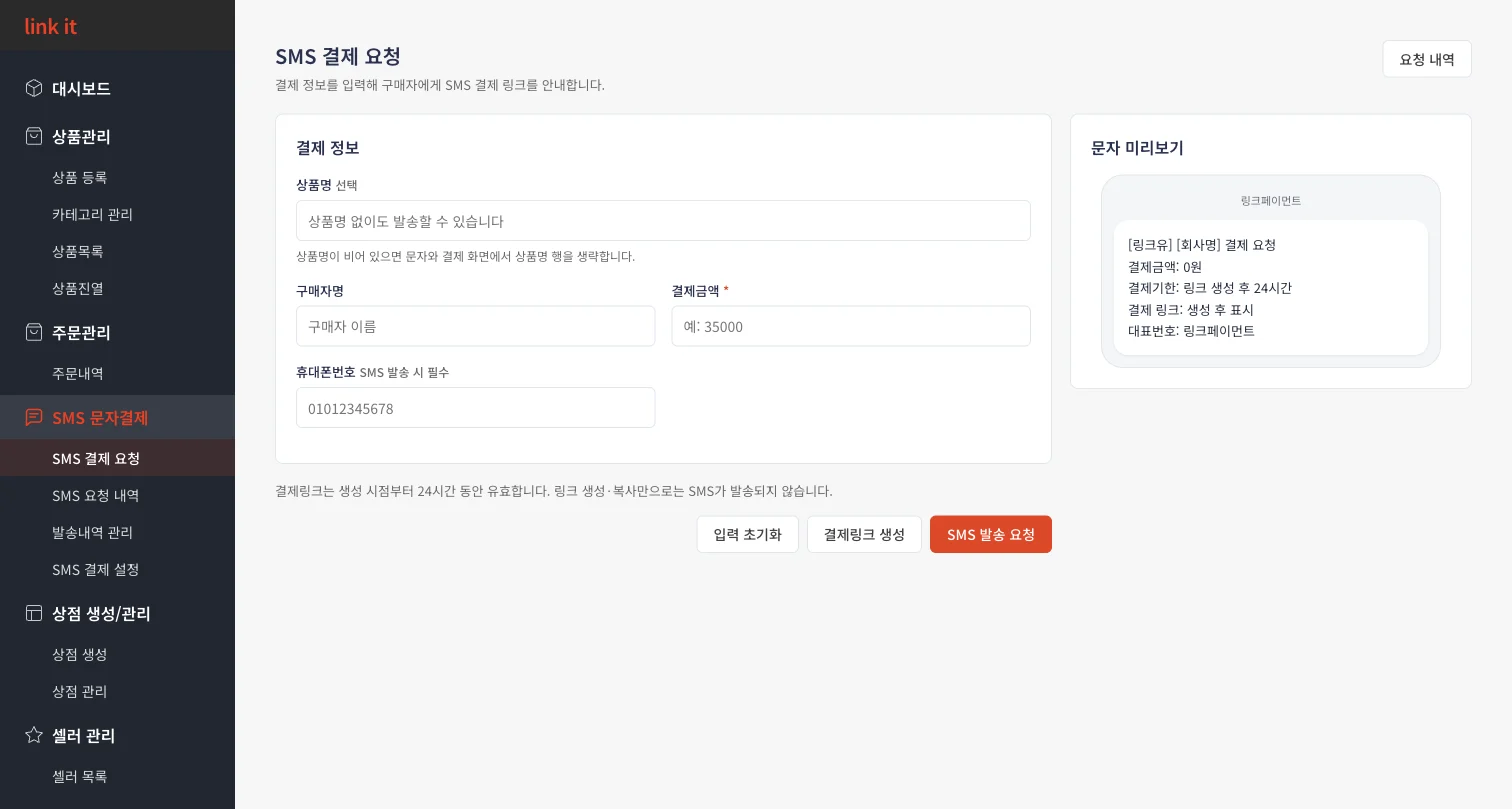 link it
대시보드
상품관리
상품 등록
카테고리 관리
상품목록
상품진열
주문관리
주문내역
SMS 문자결제
SMS 결제 요청
SMS 요청 내역
발송내역 관리
SMS 결제 설정
상점 생성/관리
상점 생성
상점 관리
셀러 관리
셀러 목록
SMS 결제 요청
결제 정보를 입력해 구매자에게 SMS 결제 링크를 안내합니다.
요청 내역
결제 정보
상품명 선택
상품명 없이도 발송할 수 있습니다
상품명이 비어 있으면 문자와 결제 화면에서 상품명 행을 생략합니다.
구매자명
구매자 이름
결제금액 *
예: 35000
휴대폰번호 SMS 발송 시 필수
01012345678
결제링크는 생성 시점부터 24시간 동안 유효합니다. 링크 생성·복사만으로는 SMS가 발송되지 않습니다.
입력 초기화
결제링크 생성
SMS 발송 요청
문자 미리보기
링크페이먼트
[링크유] [회사명] 결제 요청
결제금액: 0원
결제기한: 링크 생성 후 24시간
결제 링크: 생성 후 표시
대표번호: 링크페이먼트